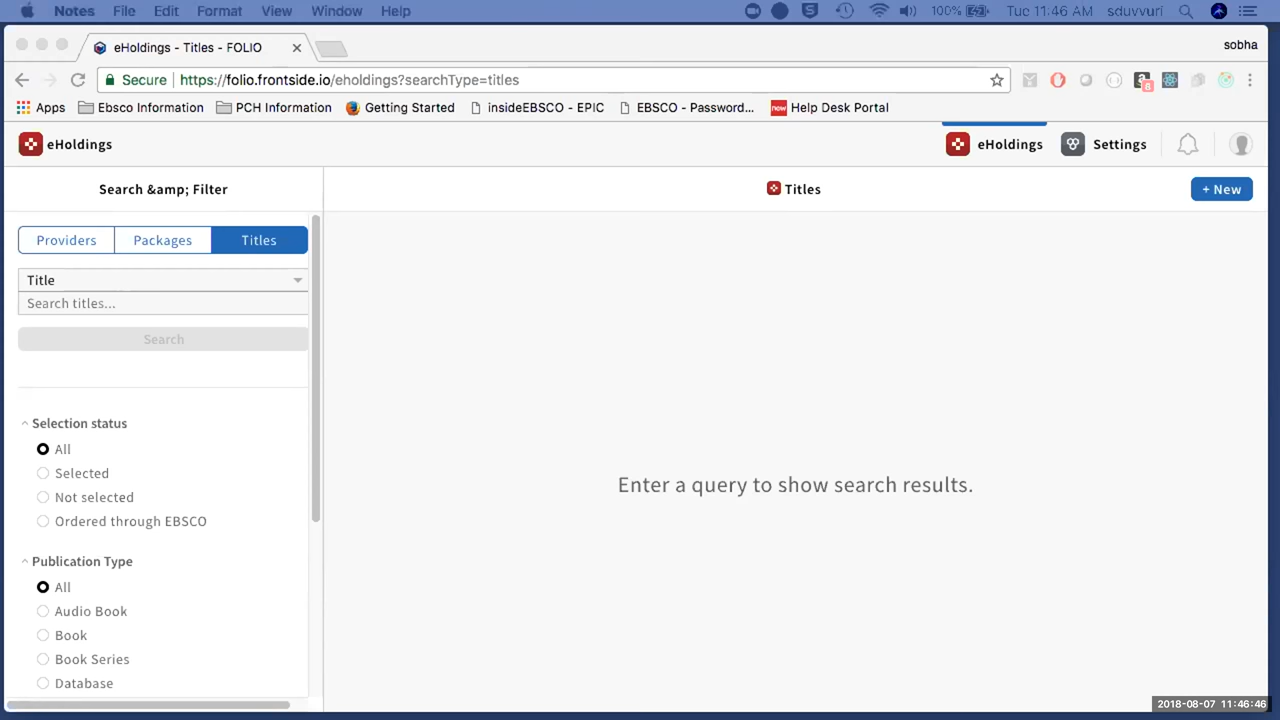 Notes File Edit Format View Window Help 100% Tue 11:46 AM sduvvuri
eHoldings - Titles - FOLIO
sobha
Secure https://folio.frontside.io/eholdings?searchType=titles
Apps Ebsco Information PCH Information Getting Started insideEBSCO - EPIC EBSCO - Password... now Help Desk Portal
eHoldings eHoldings Settings
Search &amp; Filter
Titles
+ New
Providers Packages Titles
Title
Search titles...
Search
Selection status
All
Selected
Not selected
Ordered through EBSCO
Publication Type
All
Audio Book
Book
Book Series
Database
Enter a query to show search results.
2018-08-07 11:46:46